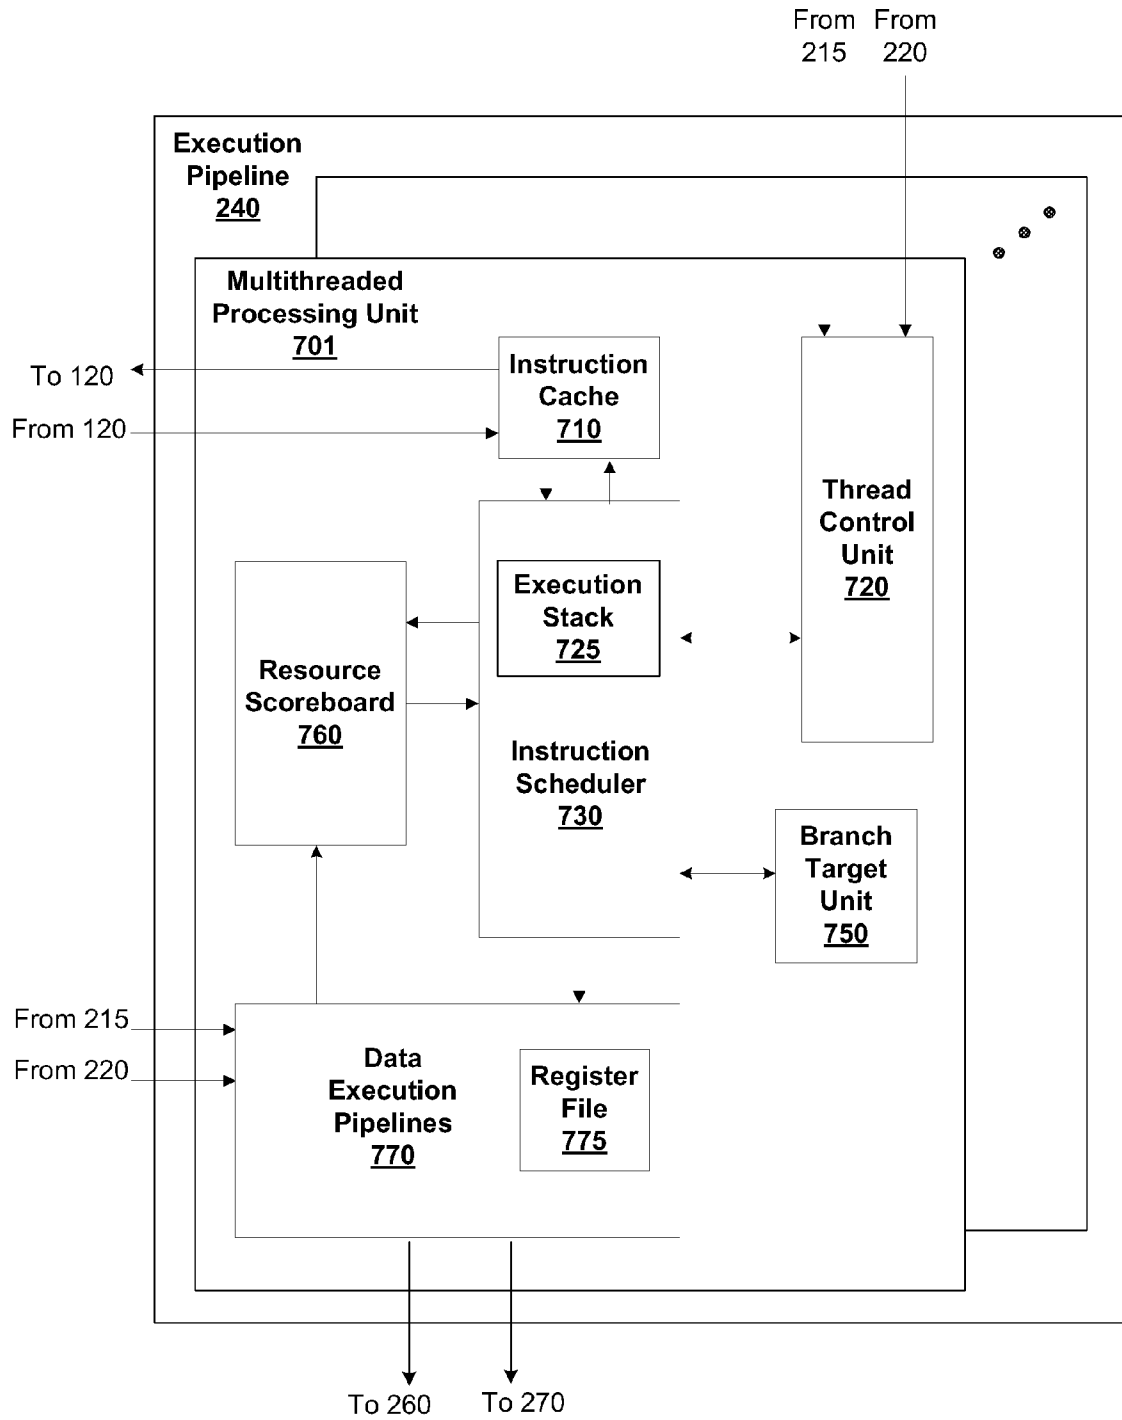 From From
215 220
Execution
Pipeline
240
Multithreaded
Processing Unit
701
To 120
From 120
Instruction
Cache
710
Thread
Control
Unit
720
Execution
Stack
725
Resource
Scoreboard
760
Instruction
Scheduler
730
Branch
Target
Unit
750
From 215
From 220
Data
Execution
Pipelines
770
Register
File
775
To 260
To 270